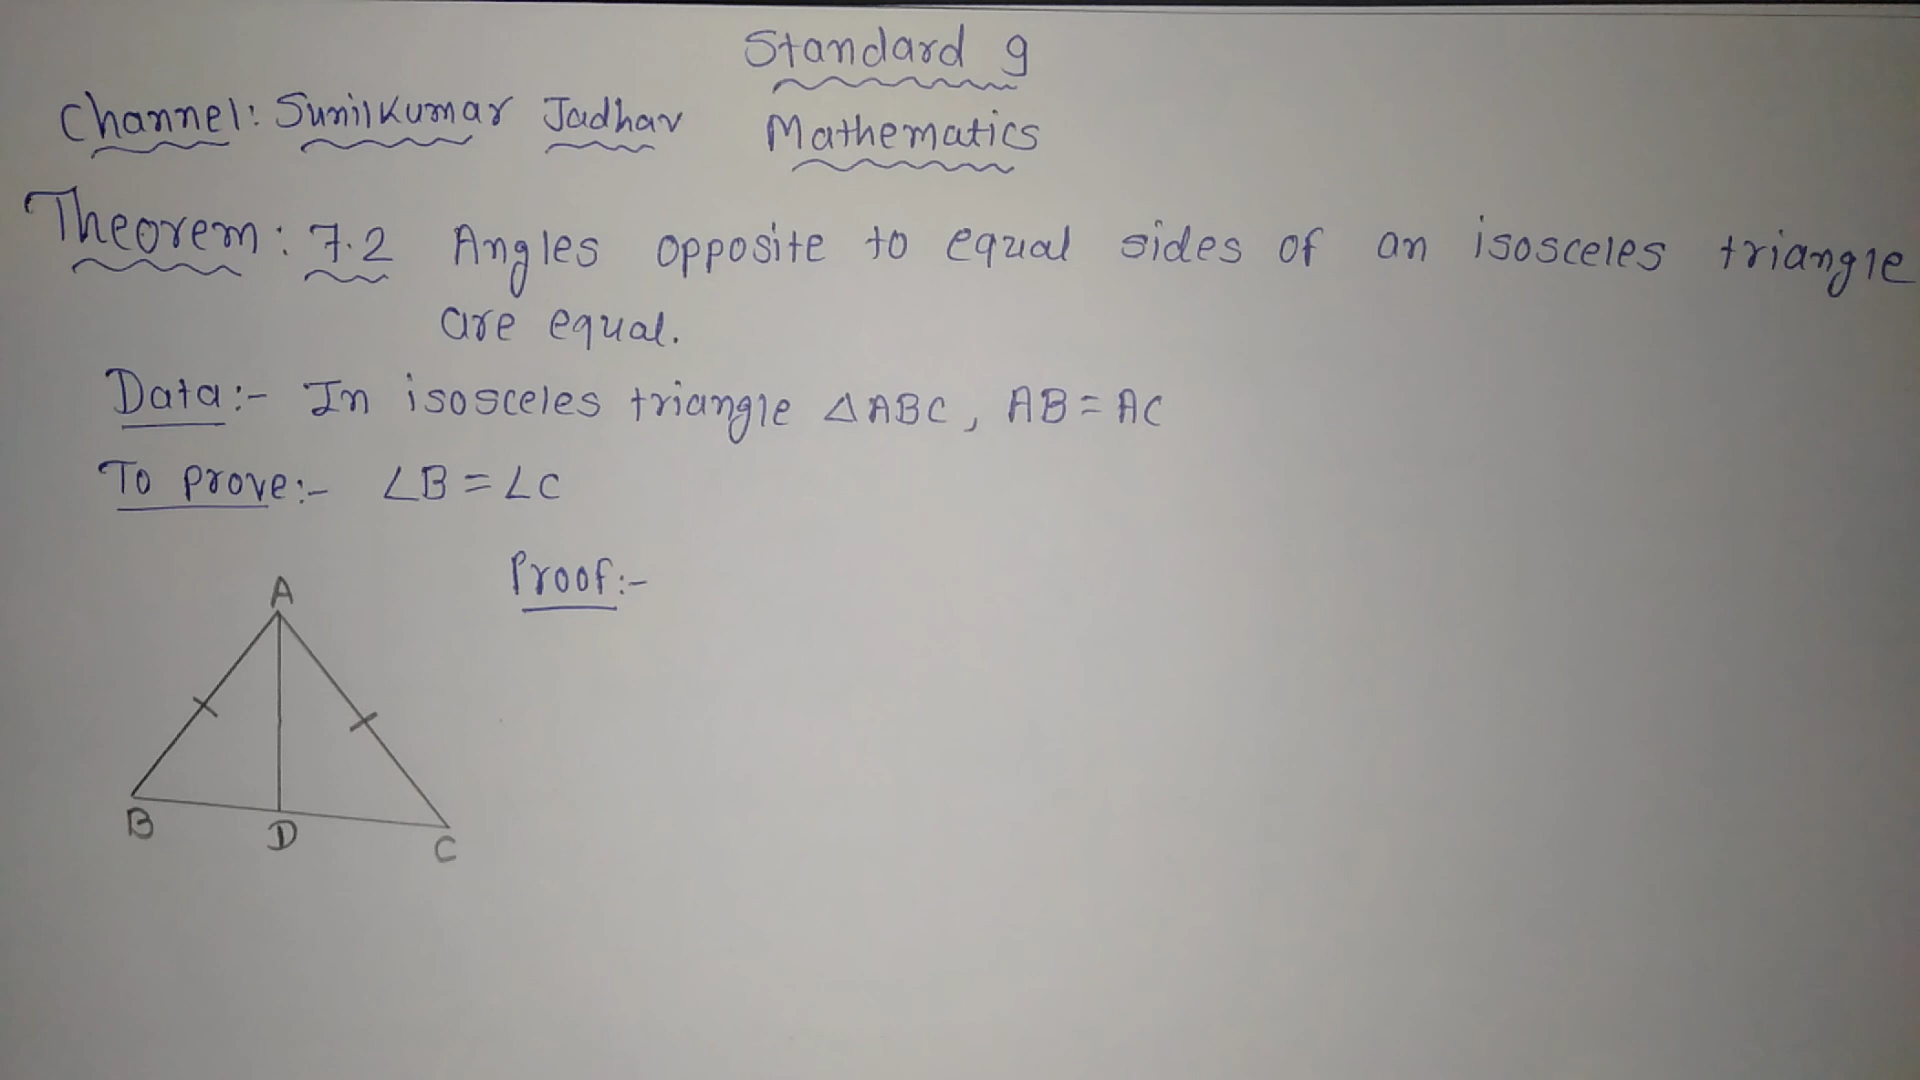 Standard 9
Channel: Sunilkumar Jadhav Mathematics
Theorem: 7.2 Angles opposite to equal sides of an isosceles triangle
are equal.
Data:- In isosceles triangle △ABC, AB = AC
To prove:- ∠B = ∠C
Proof:-
A
B
D
C